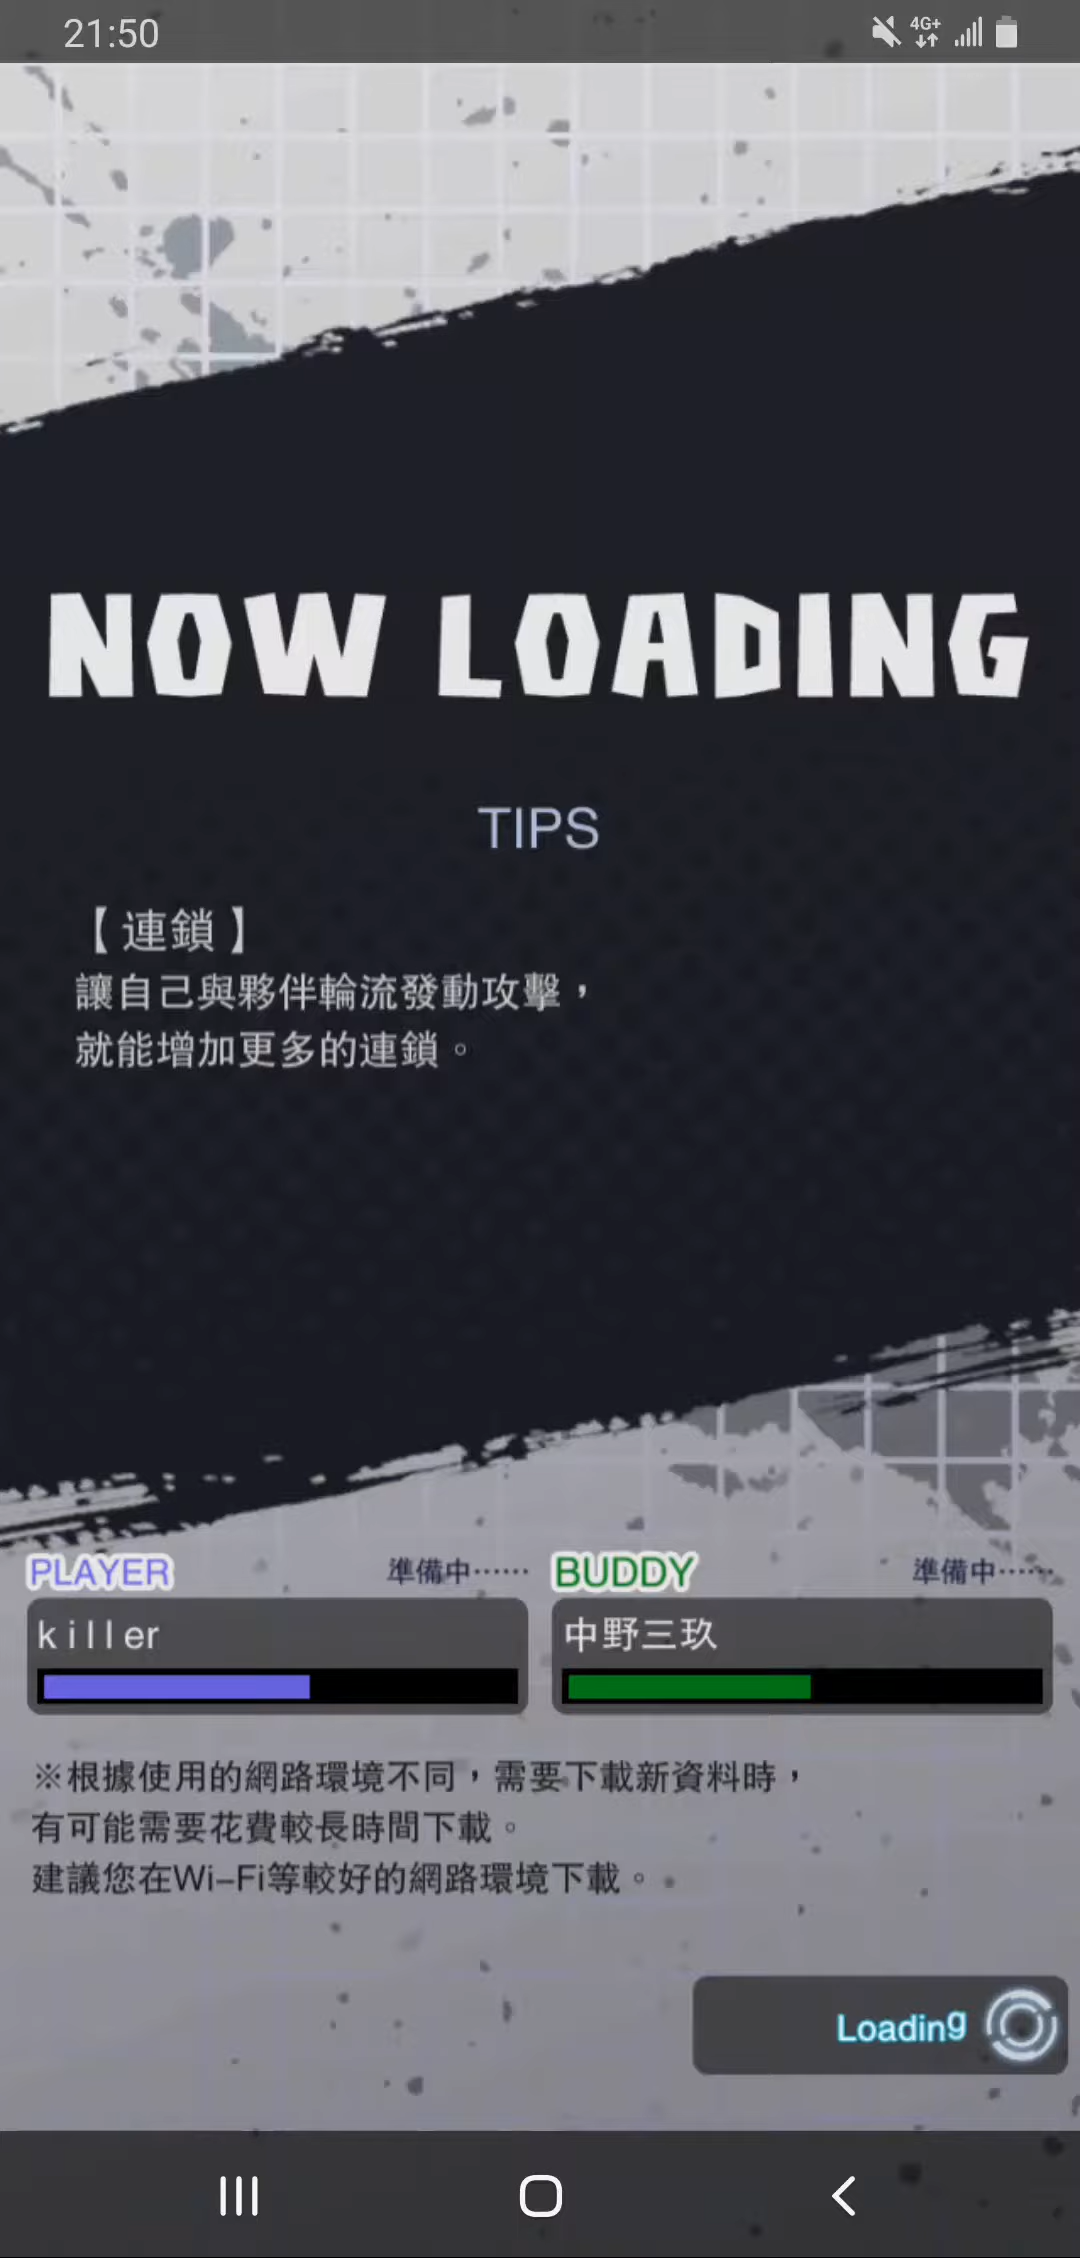 21:50
4G+
NOW LOADING
TIPS
【連鎖】
讓自己與夥伴輪流發動攻擊，
就能增加更多的連鎖。
PLAYER 準備中……
BUDDY 準備中……
killer
中野三玖
※根據使用的網路環境不同，需要下載新資料時，
有可能需要花費較長時間下載。
建議您在Wi-Fi等較好的網路環境下載。
Loading